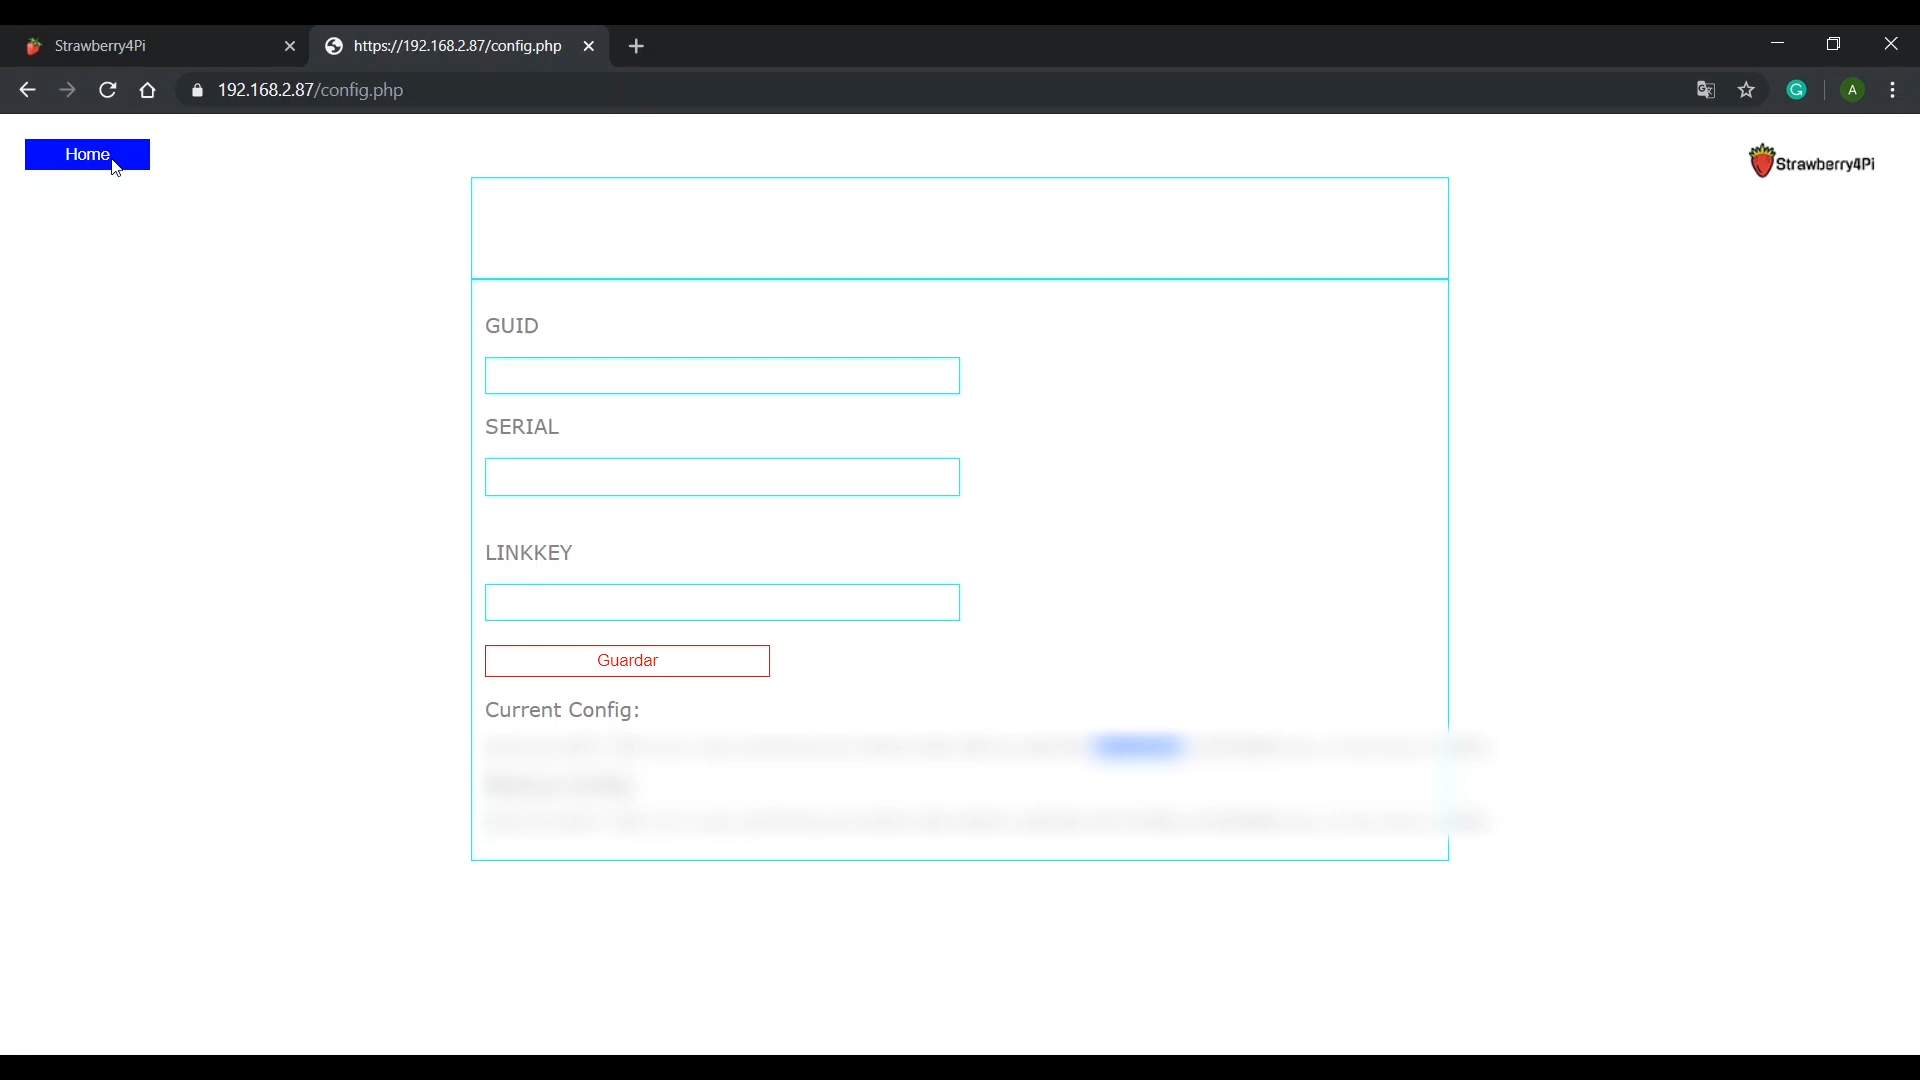 Strawberry4Pi
https://192.168.2.87/config.php
192.168.2.87/config.php
A
Home
Strawberry4Pi
GUID
SERIAL
LINKKEY
Guardar
Current Config: